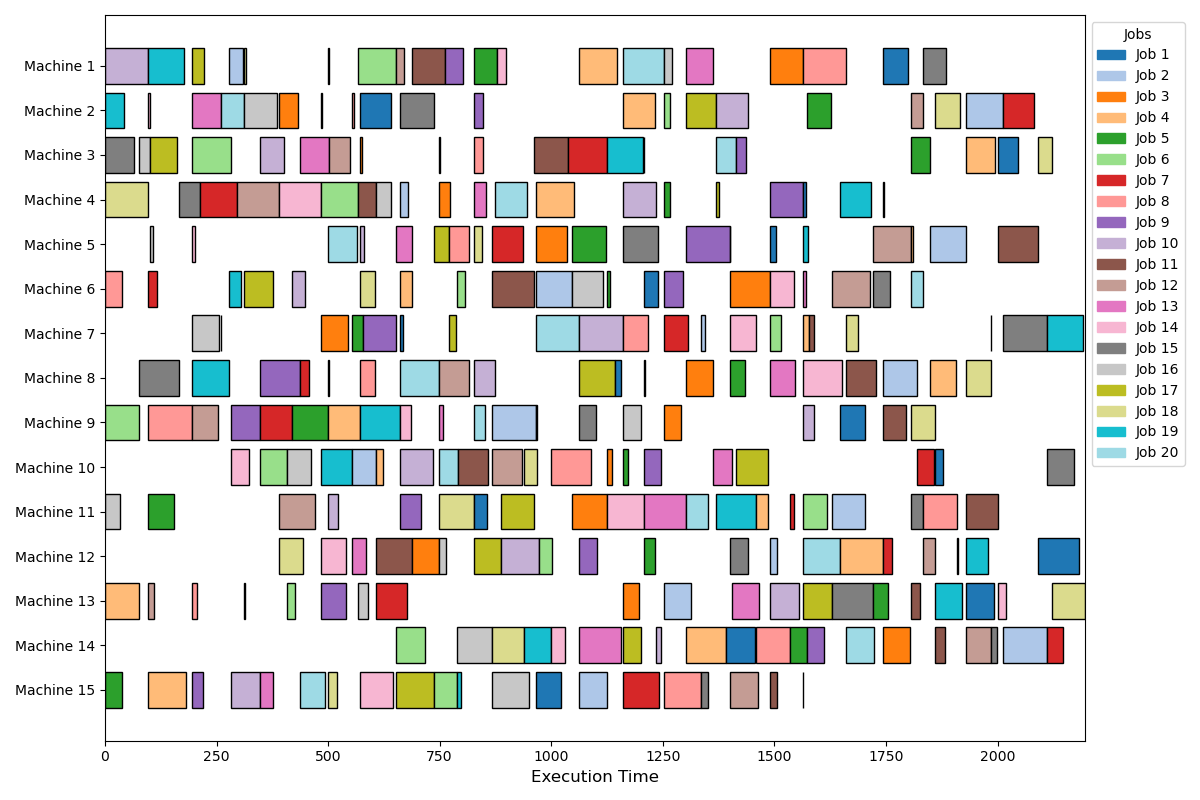 Machine 1
Machine 2
Machine 3
Machine 4
Machine 5
Machine 6
Machine 7
Machine 8
Machine 9
Machine 10
Machine 11
Machine 12
Machine 13
Machine 14
Machine 15
0 250 500 750 1000 1250 1500 1750 2000
Execution Time
Jobs
Job 1
Job 2
Job 3
Job 4
Job 5
Job 6
Job 7
Job 8
Job 9
Job 10
Job 11
Job 12
Job 13
Job 14
Job 15
Job 16
Job 17
Job 18
Job 19
Job 20